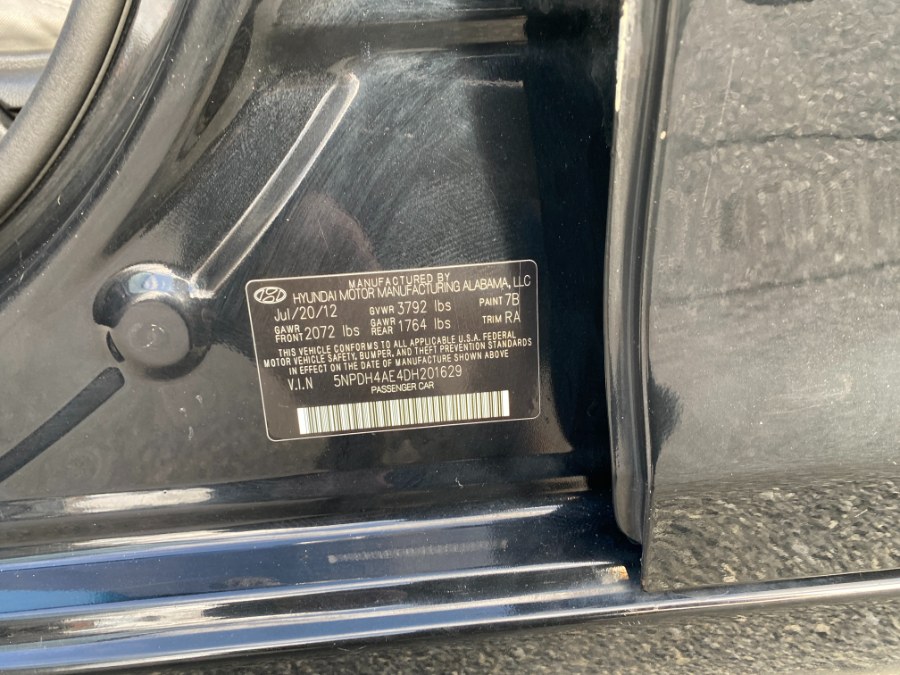 MANUFACTURED BY
HYUNDAI MOTOR MANUFACTURING ALABAMA, LLC
Jul/20/12 GVWR 3792 lbs PAINT 7B
GAWR FRONT 2072 lbs GAWR REAR 1764 lbs TRIM RA
THIS VEHICLE CONFORMS TO ALL APPLICABLE U.S.A FEDERAL
MOTOR VEHICLE SAFETY, BUMPER, AND THEFT PREVENTION STANDARDS
IN EFFECT ON THE DATE OF MANUFACTURE SHOWN ABOVE
V.I.N 5NPDH4AE4DH201629
PASSENGER CAR